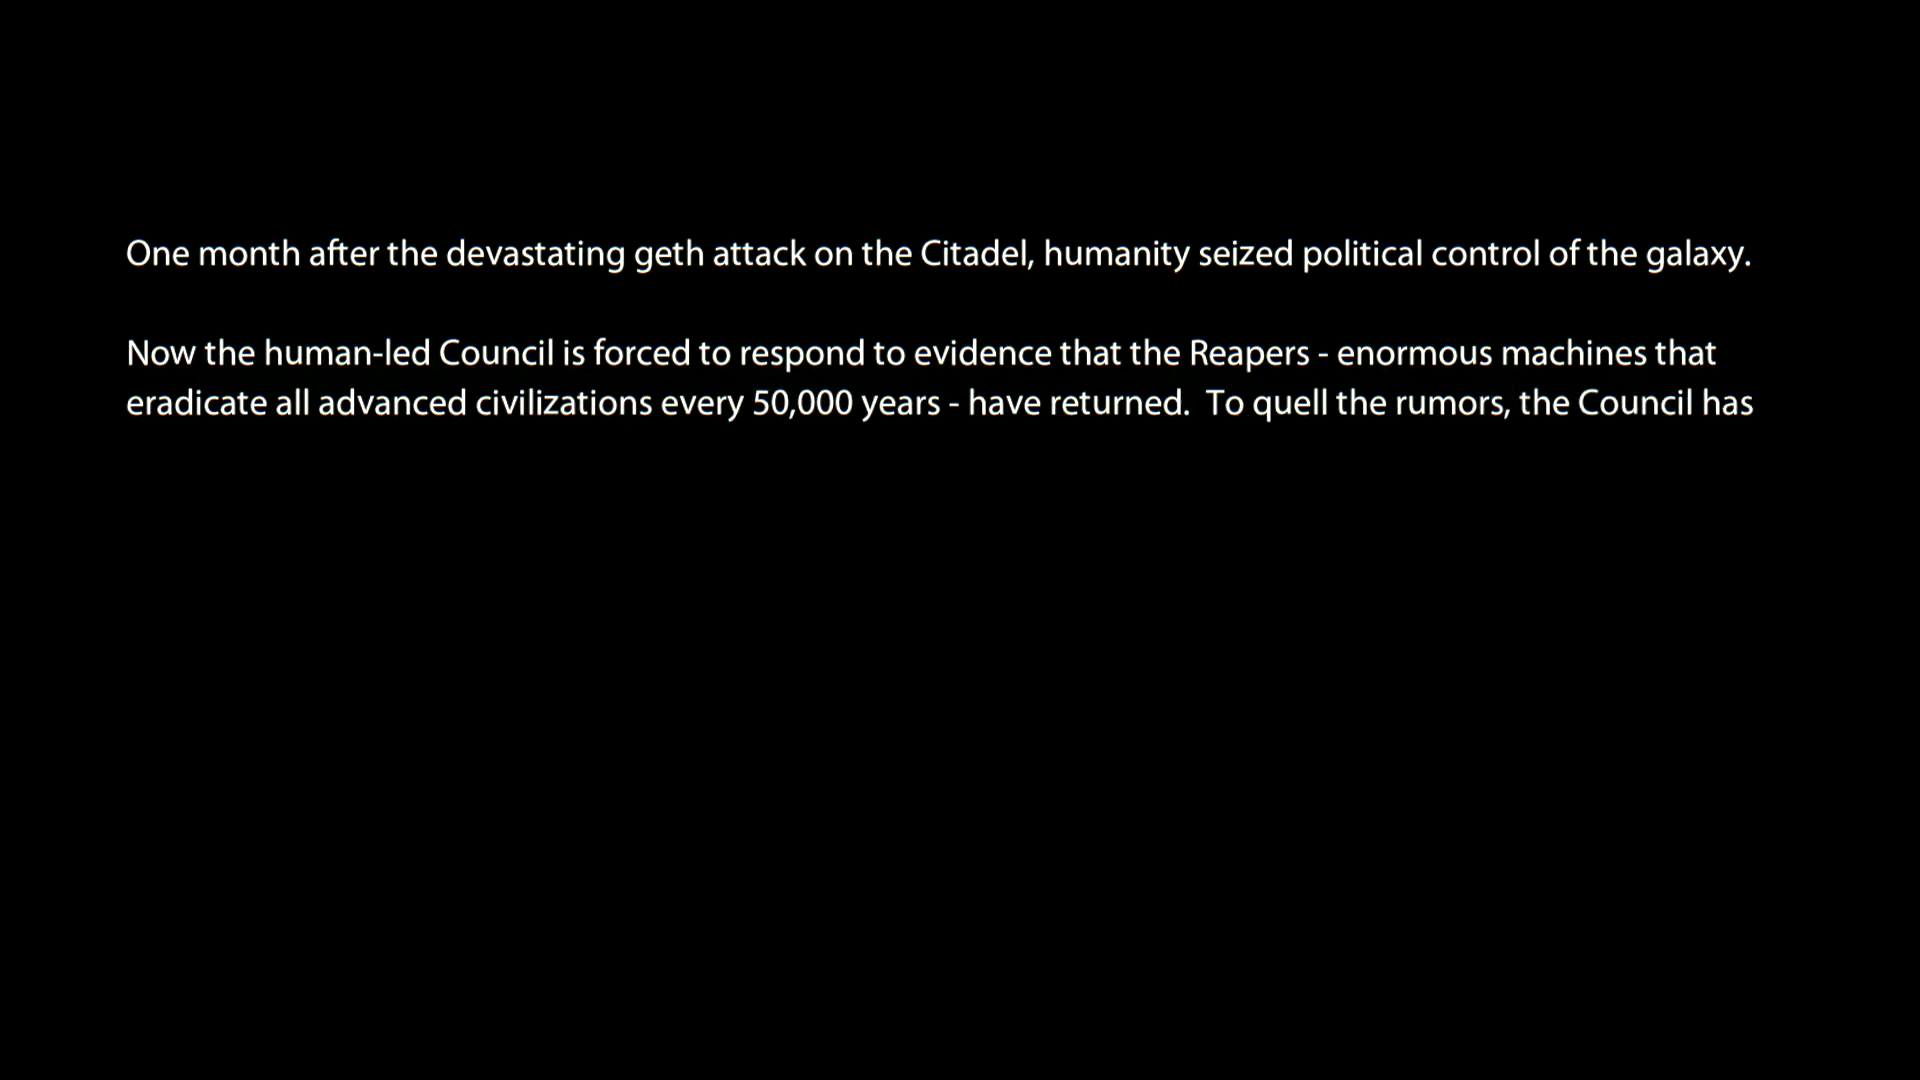 One month after the devastating geth attack on the Citadel, humanity seized political control of the galaxy.
Now the human-led Council is forced to respond to evidence that the Reapers - enormous machines that
eradicate all advanced civilizations every 50,000 years - have returned.  To quell the rumors, the Council has